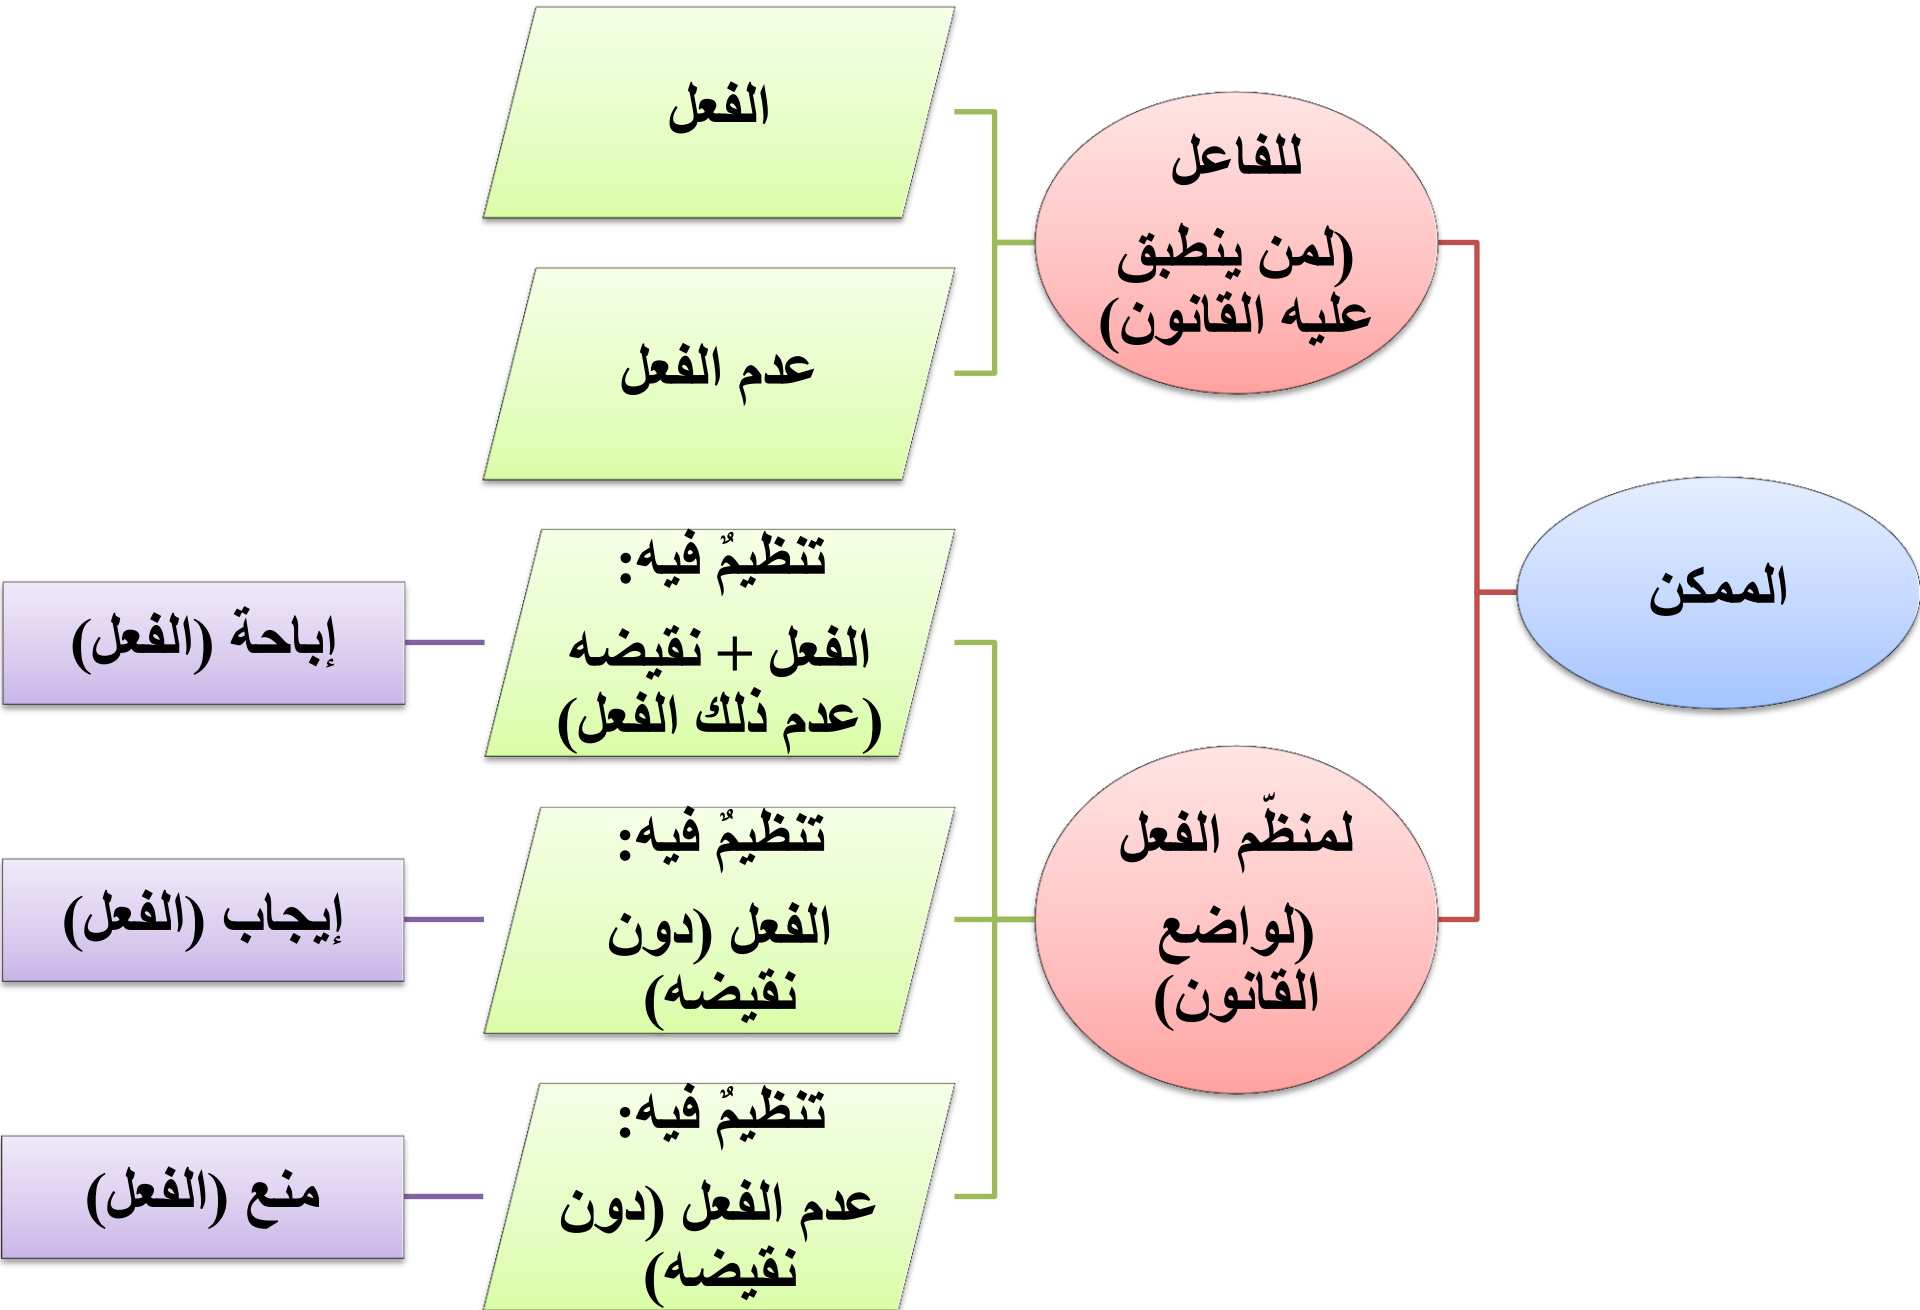 الممكن
للفاعل
(لمن ينطبق
عليه القانون)
الفعل
عدم الفعل
لمنظّم الفعل
(لواضع
القانون)
تنظيمٌ فيه:
الفعل + نقيضه
(عدم ذلك الفعل)
إباحة (الفعل)
تنظيمٌ فيه:
الفعل (دون
نقيضه)
إيجاب (الفعل)
تنظيمٌ فيه:
عدم الفعل (دون
نقيضه)
منع (الفعل)